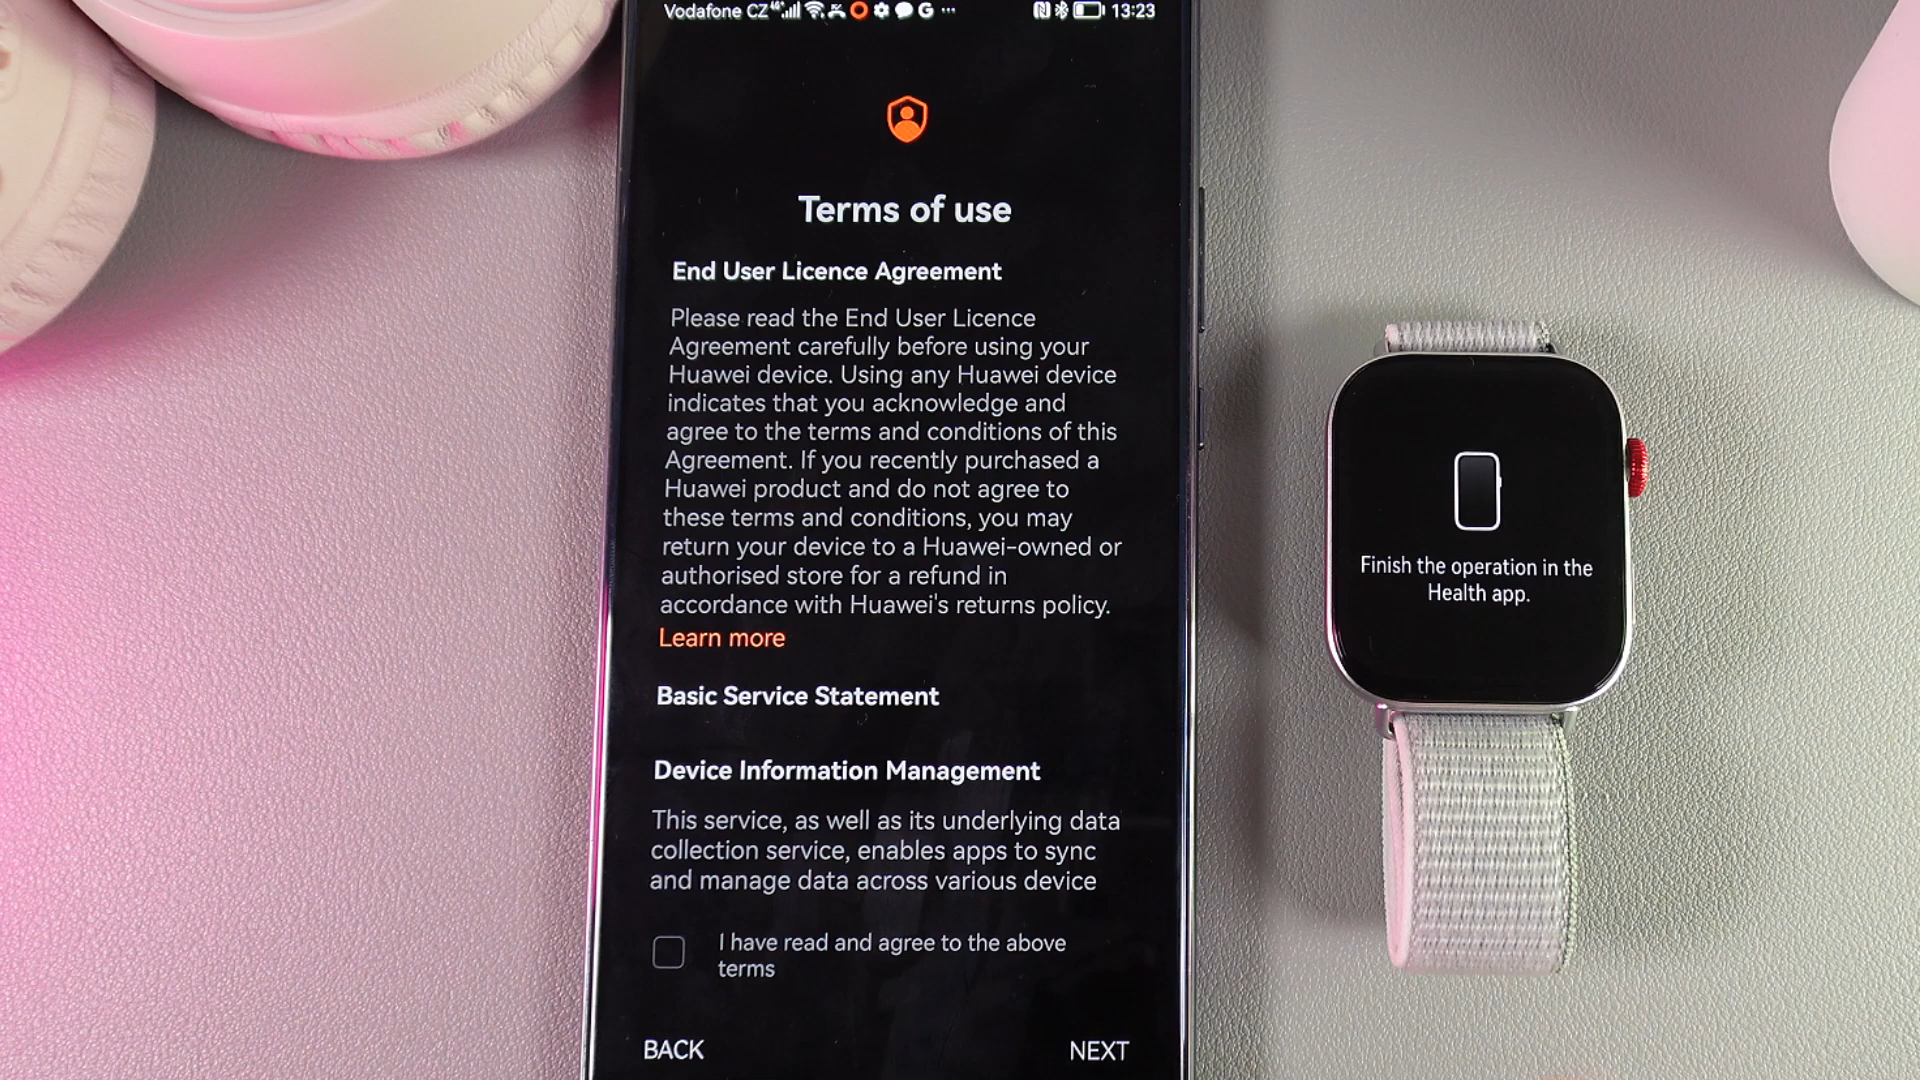 Vodafone CZ 13:23
Terms of use
End User Licence Agreement
Please read the End User Licence
Agreement carefully before using your
Huawei device. Using any Huawei device
indicates that you acknowledge and
agree to the terms and conditions of this
Agreement. If you recently purchased a
Huawei product and do not agree to
these terms and conditions, you may
return your device to a Huawei-owned or
authorised store for a refund in
accordance with Huawei's returns policy.
Learn more
Basic Service Statement
Device Information Management
This service, as well as its underlying data
collection service, enables apps to sync
and manage data across various device
I have read and agree to the above
terms
BACK NEXT
Finish the operation in the
Health app.